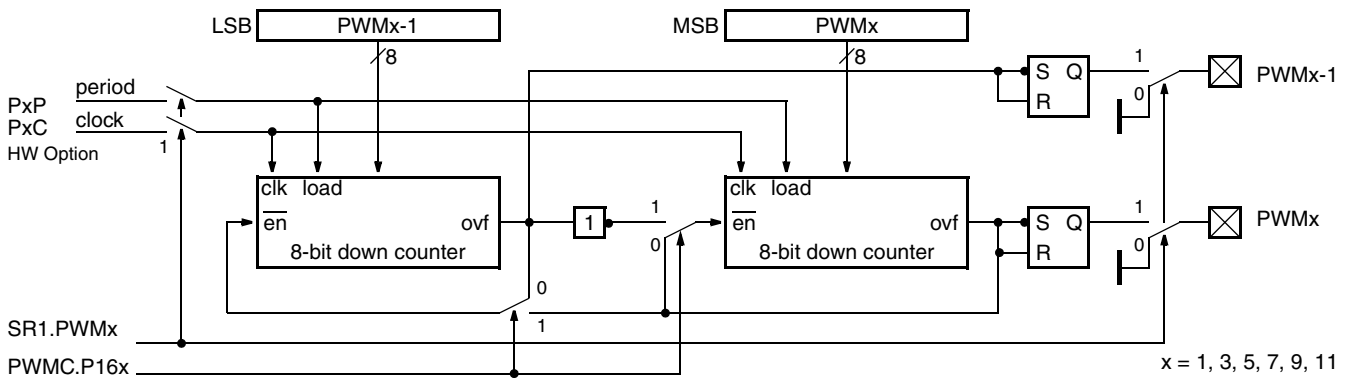 LSB PWMx-1 MSB PWMx
8 8
S Q 1 PWMx-1
R 0
PxP period
PxC clock
HW Option 1
clk load clk load
en ovf 1 1 en ovf S Q 1 PWMx
8-bit down counter 0 8-bit down counter R 0
0
1
SR1.PWMx
PWMC.P16x
x = 1, 3, 5, 7, 9, 11